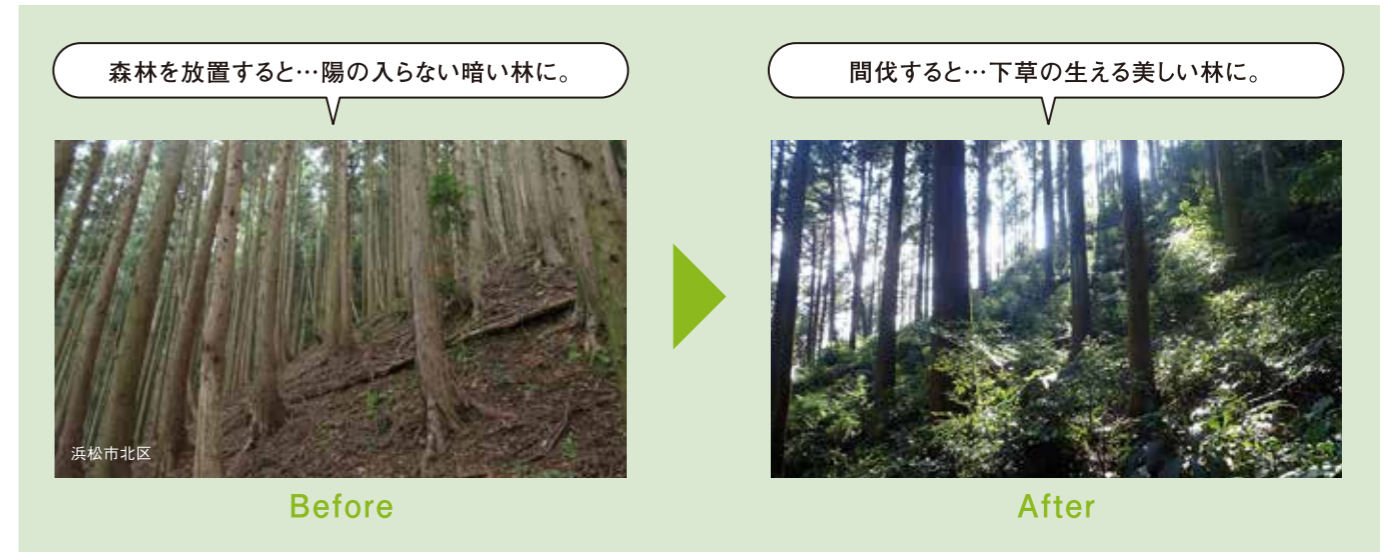 森林を放置すると…陽の入らない暗い林に。
間伐すると…下草の生える美しい林に。
浜松市北区
Before
After